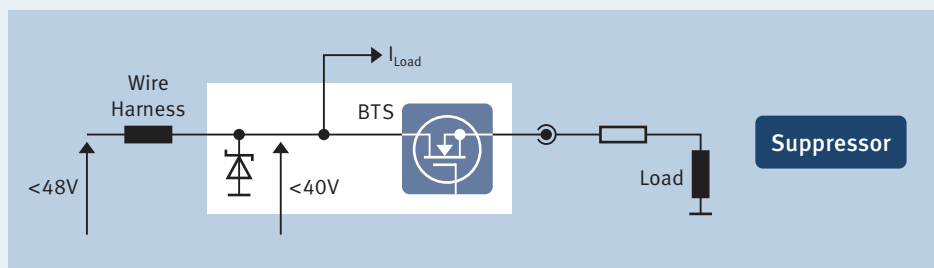 I_Load
Wire
Harness
BTS
Suppressor
<48V
<40V
Load